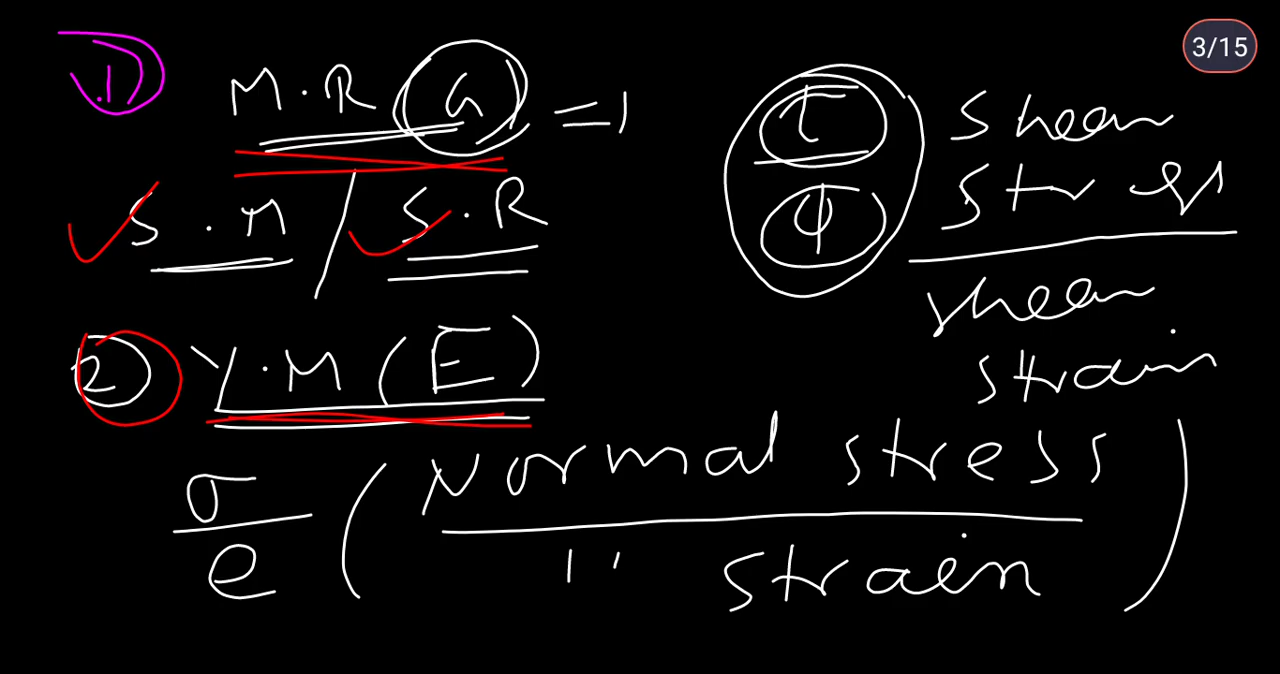 3/15
1) M.R (G) = 1
τ
φ
Shear
Stress
S.M / S.R
shear
strain
2) Y.M (E)
σ
e
( Normal stress
" strain )